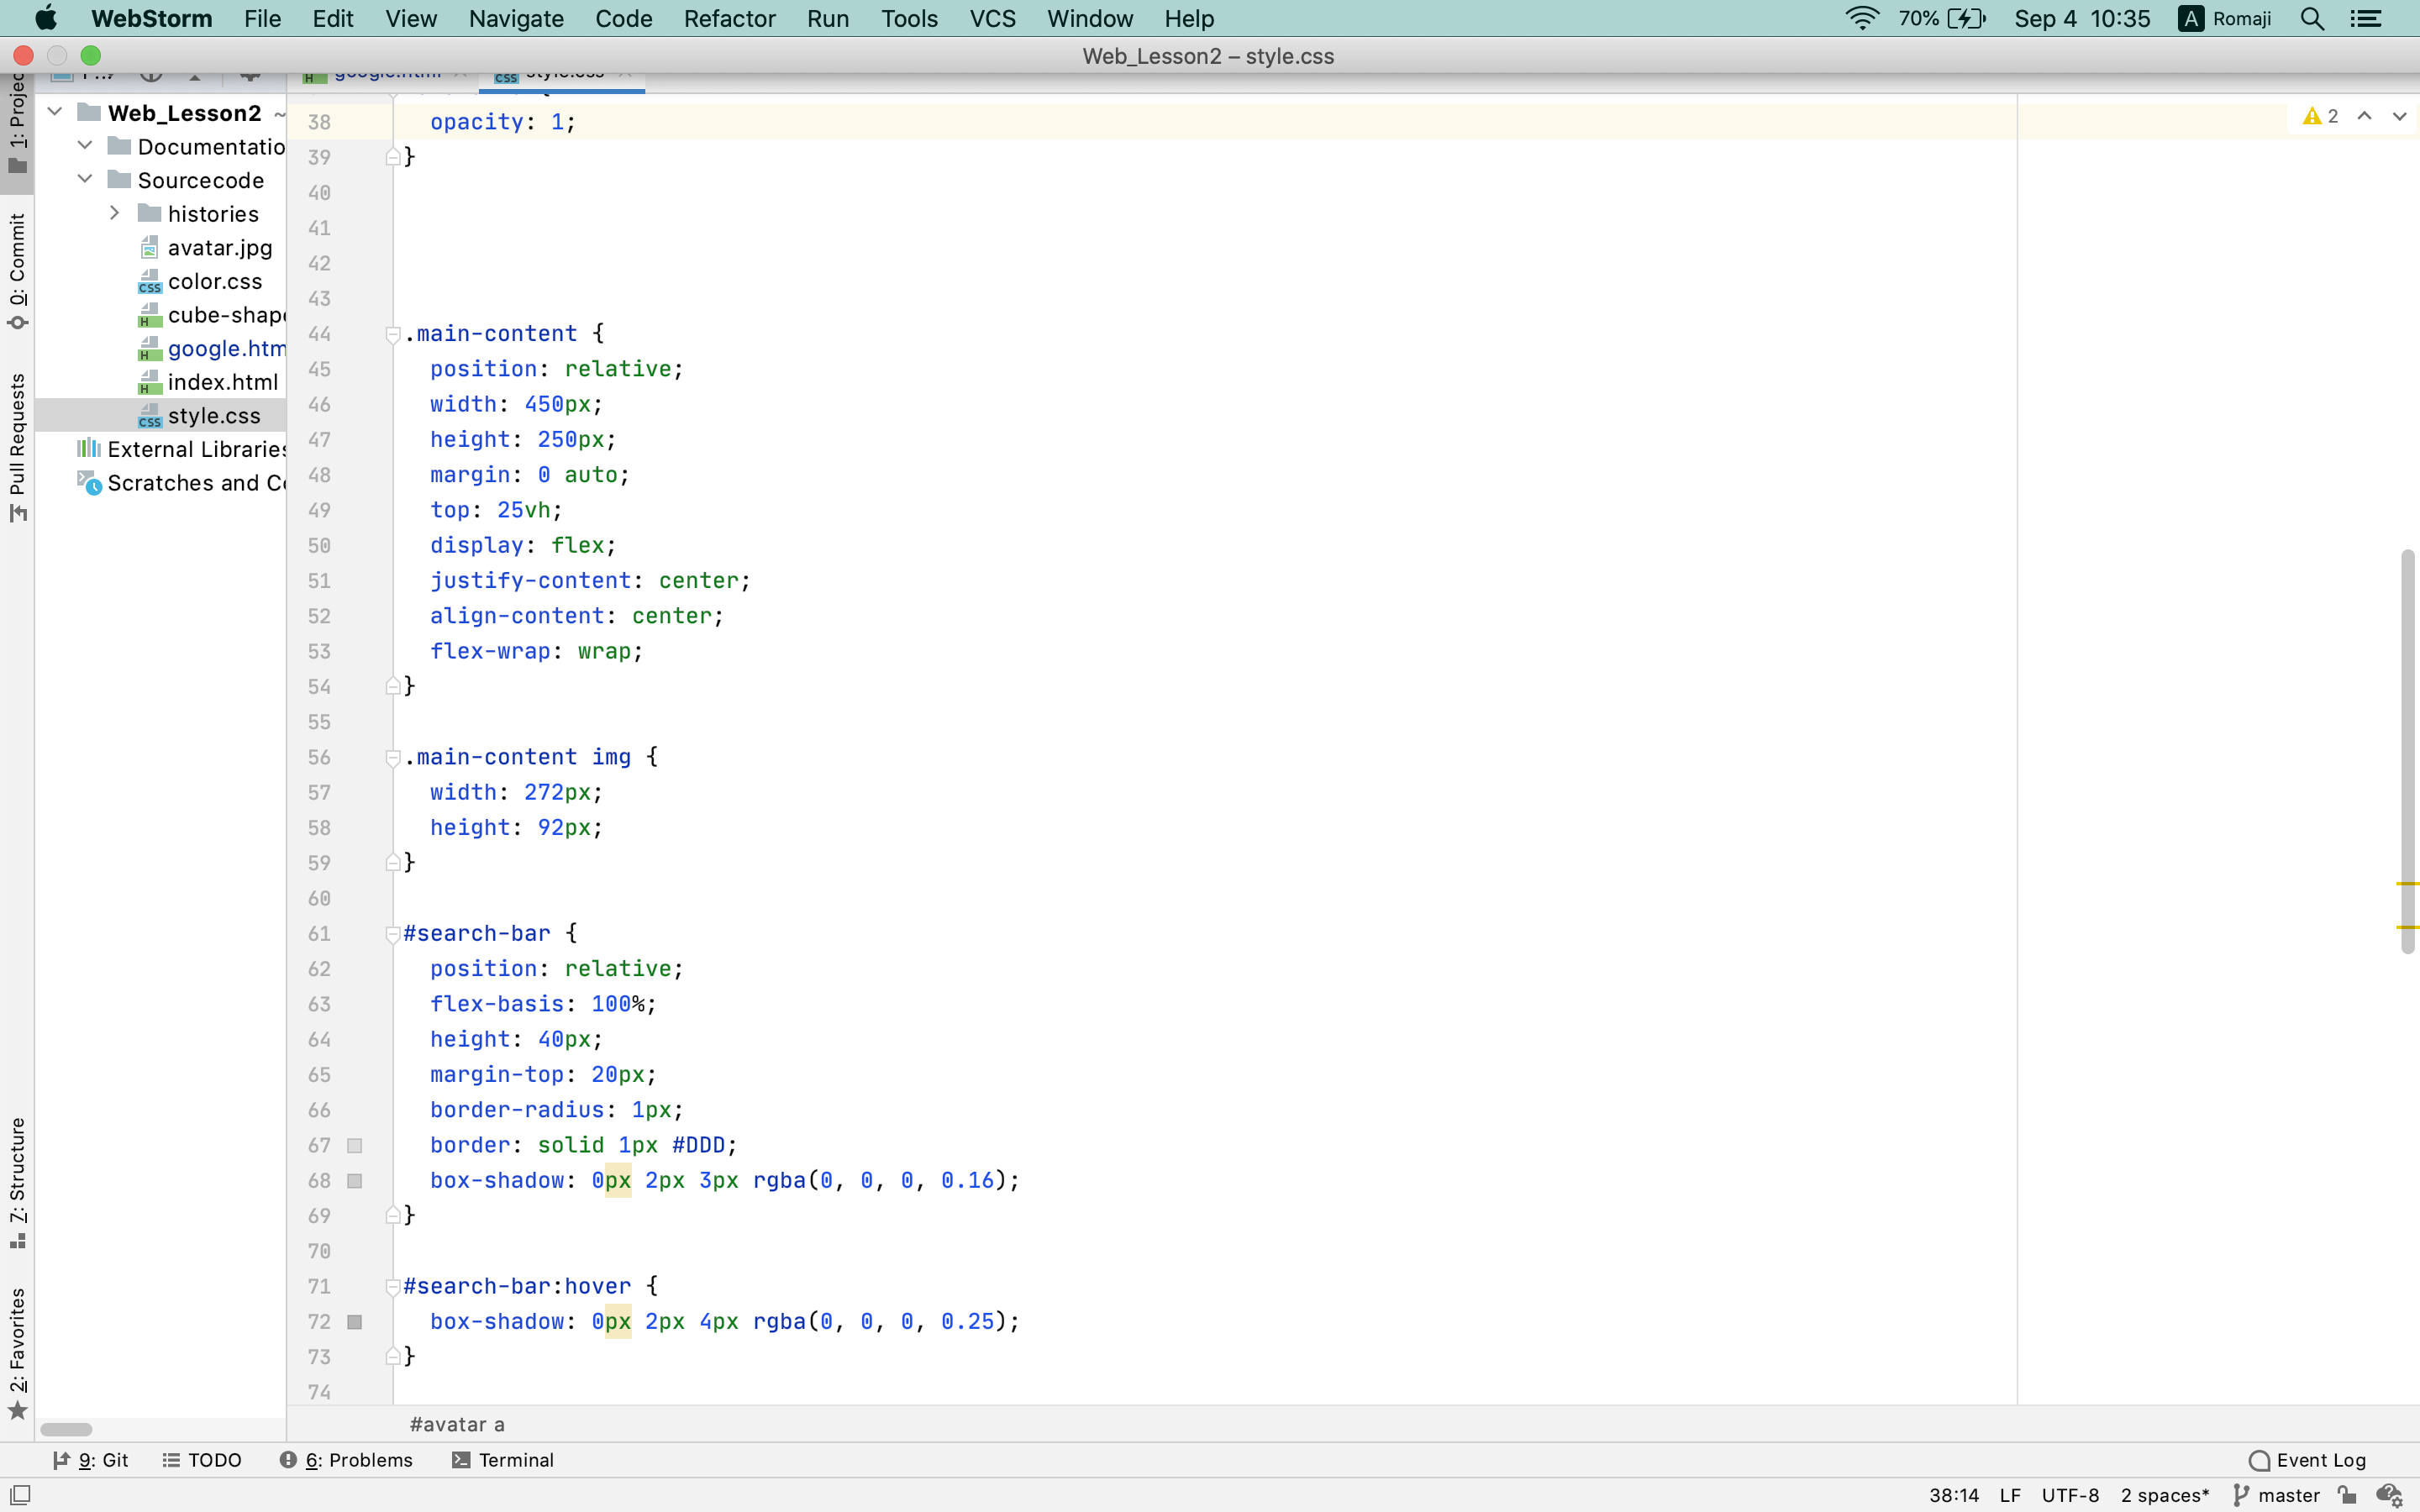 WebStorm File Edit View Navigate Code Refactor Run Tools VCS Window Help 70% Sep 4 10:35 A Romaji
Web_Lesson2 – style.css
google.html style.css
1: Projec
0: Commit
Pull Requests
7: Structure
2: Favorites
Web_Lesson2 ~
Documentatio
Sourcecode
histories
avatar.jpg
color.css
cube-shape
google.htm
index.html
style.css
External Libraries
Scratches and Co
2
38 opacity: 1;
39 }
40
41
42
43
44 .main-content {
45 position: relative;
46 width: 450px;
47 height: 250px;
48 margin: 0 auto;
49 top: 25vh;
50 display: flex;
51 justify-content: center;
52 align-content: center;
53 flex-wrap: wrap;
54 }
55
56 .main-content img {
57 width: 272px;
58 height: 92px;
59 }
60
61 #search-bar {
62 position: relative;
63 flex-basis: 100%;
64 height: 40px;
65 margin-top: 20px;
66 border-radius: 1px;
67 border: solid 1px #DDD;
68 box-shadow: 0px 2px 3px rgba(0, 0, 0, 0.16);
69 }
70
71 #search-bar:hover {
72 box-shadow: 0px 2px 4px rgba(0, 0, 0, 0.25);
73 }
74
#avatar a
9: Git TODO 6: Problems Terminal Event Log
38:14 LF UTF-8 2 spaces* master